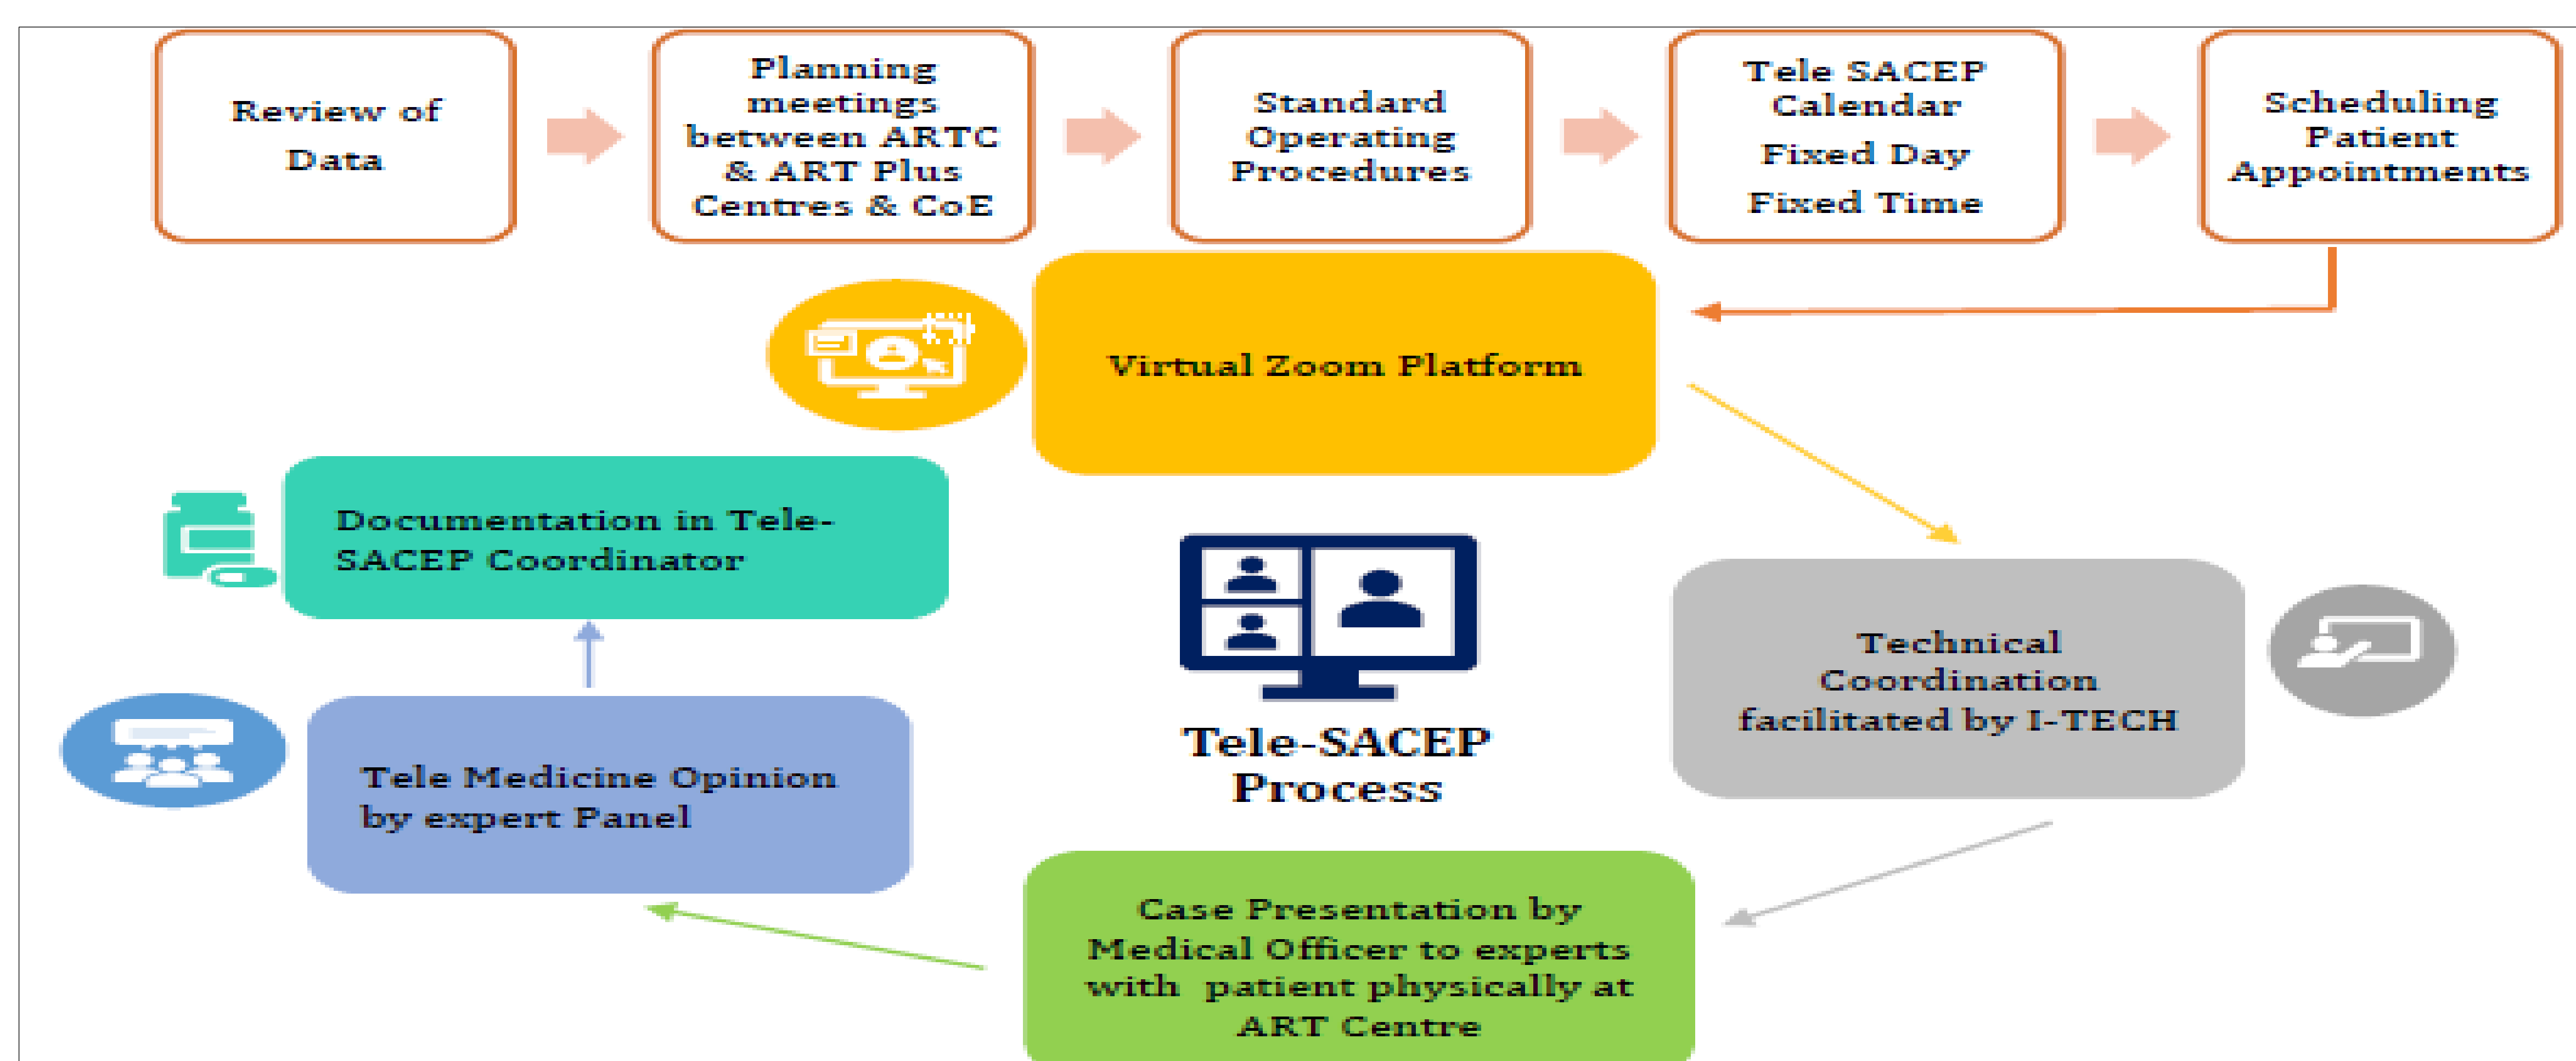 Review of
Data
Planning
meetings
between ARTC
& ART Plus
Centres & CoE
Standard
Operating
Procedures
Tele SACEP
Calendar
Fixed Day
Fixed Time
Scheduling
Patient
Appointments
Virtual Zoom Platform
Technical
Coordination
facilitated by I-TECH
Case Presentation by
Medical Officer to experts
with patient physically at
ART Centre
Tele Medicine Opinion
by expert Panel
Documentation in Tele-
SACEP Coordinator
Tele-SACEP
Process